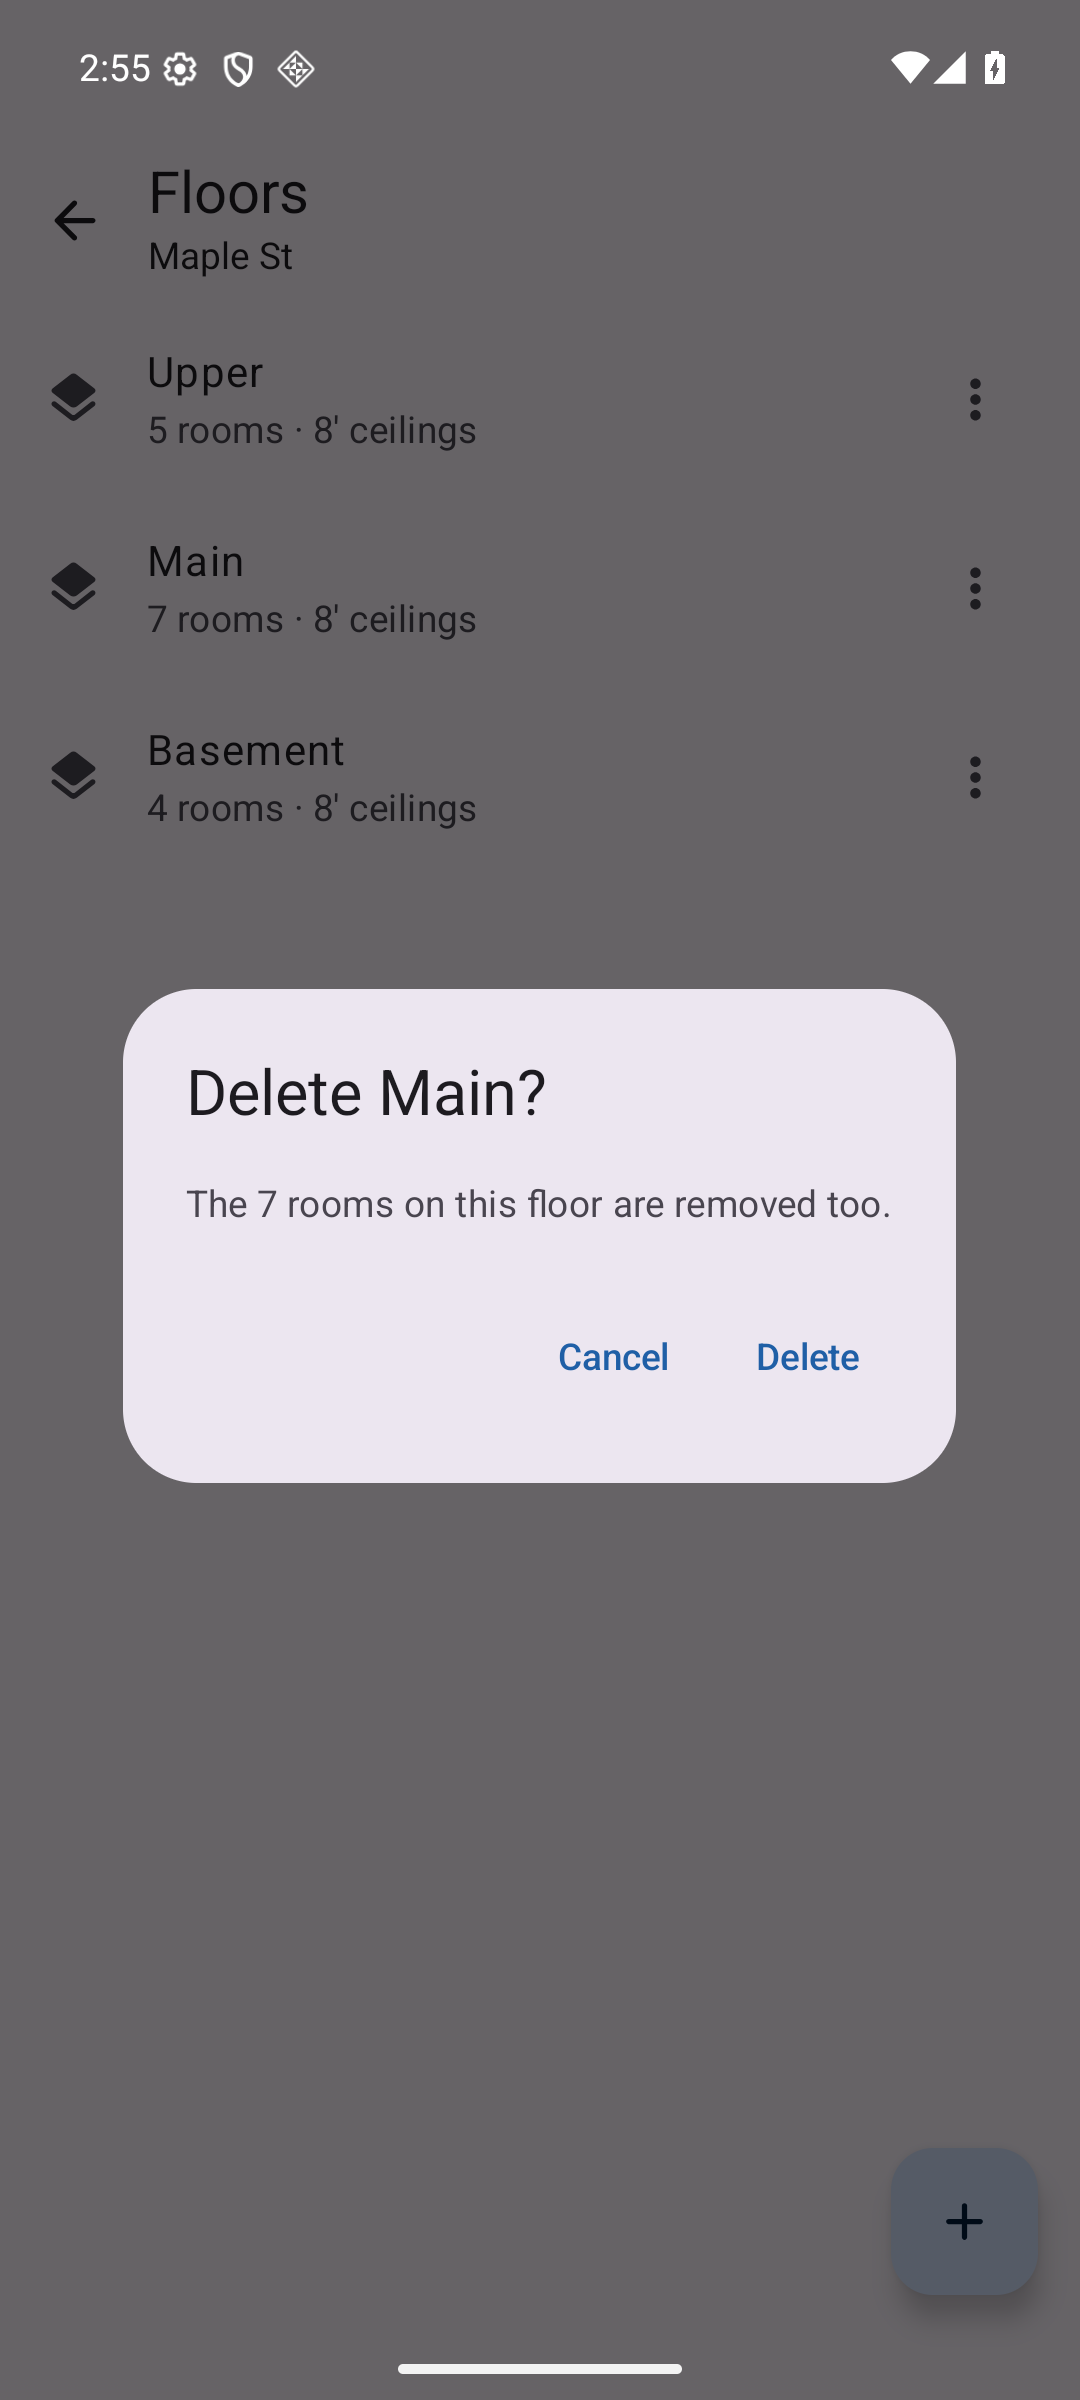 2:55
Floors
Maple St
Upper
5 rooms · 8' ceilings
Main
7 rooms · 8' ceilings
Basement
4 rooms · 8' ceilings
Delete Main?
The 7 rooms on this floor are removed too.
Cancel Delete